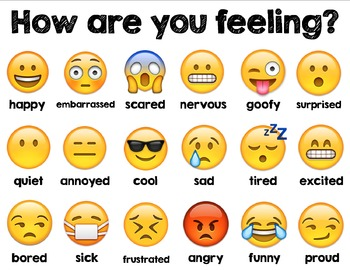 How are you feeling?
happy embarrassed scared nervous goofy surprised
zzZ
quiet annoyed cool sad tired excited
bored sick frustrated angry funny proud